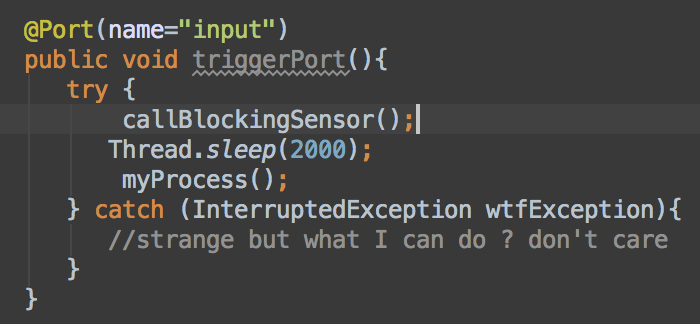 @Port(name="input")
public void triggerPort(){
try {
callBlockingSensor();
Thread.sleep(2000);
myProcess();
} catch (InterruptedException wtfException){
//strange but what I can do ? don't care
}
}